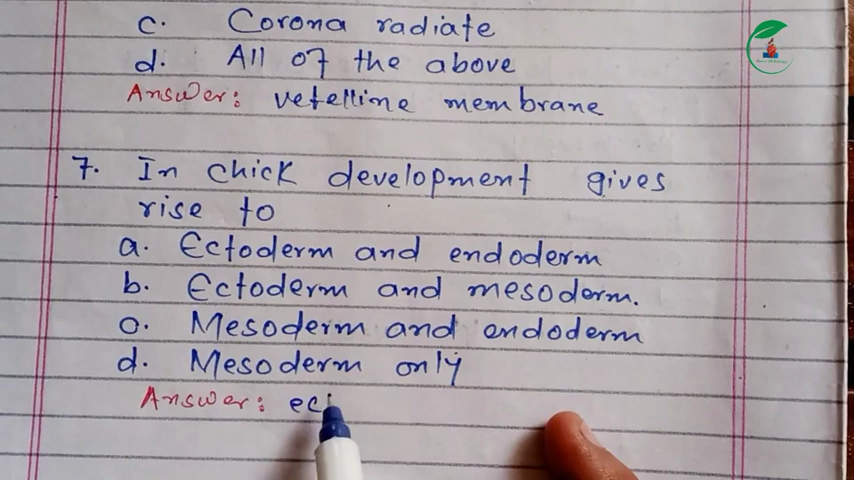 c. Corona radiate
d. All of the above
Answer: vetelline membrane
7. In chick development gives
rise to
a. Ectoderm and endoderm
b. Ectoderm and mesoderm.
c. Mesoderm and endoderm
d. Mesoderm only
Answer: ect